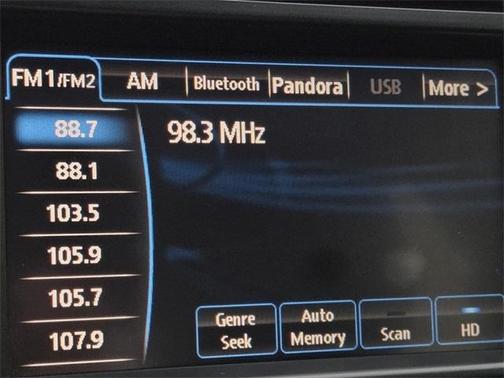 FM1/FM2 AM Bluetooth Pandora USB More >
88.7
98.3 MHz
88.1
103.5
105.9
105.7
107.9
Genre Seek
Auto Memory
Scan
HD